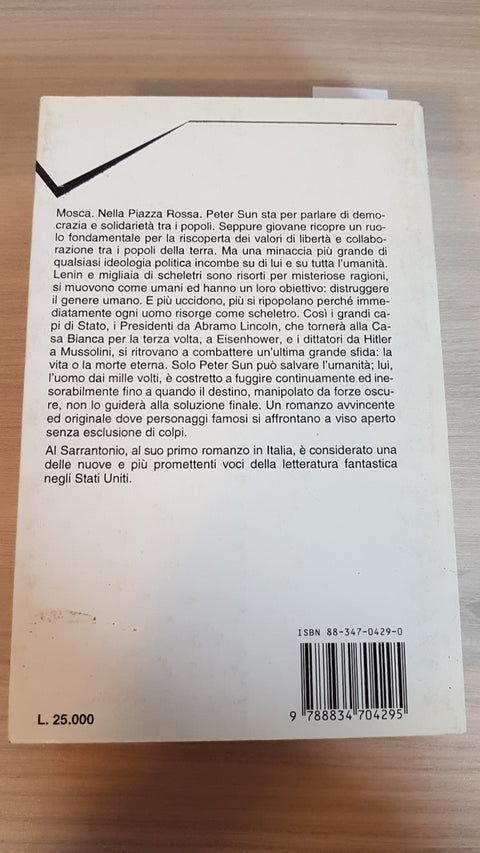 Mosca. Nella Piazza Rossa. Peter Sun sta per parlare di demo-
crazia e solidarietà tra i popoli. Seppure giovane ricopre un ruo-
lo fondamentale per la riscoperta dei valori di libertà e collabo-
razione tra i popoli della terra. Ma una minaccia più grande di
qualsiasi ideologia politica incombe su di lui e su tutta l'umanità.
Lenin e migliaia di scheletri sono risorti per misteriose ragioni,
si muovono come umani ed hanno un loro obiettivo: distruggere
il genere umano. E più uccidono, più si ripopolano perché imme-
diatamente ogni uomo risorge come scheletro. Così i grandi ca-
pi di Stato, i Presidenti da Abramo Lincoln, che tornerà alla Ca-
sa Bianca per la terza volta, a Eisenhower, e i dittatori da Hitler
a Mussolini, si ritrovano a combattere un'ultima grande sfida: la
vita o la morte eterna. Solo Peter Sun può salvare l'umanità; lui,
l'uomo dai mille volti, è costretto a fuggire continuamente ed ine-
sorabilmente fino a quando il destino, manipolato da forze oscu-
re, non lo guiderà alla soluzione finale. Un romanzo avvincente
ed originale dove personaggi famosi si affrontano a viso aperto
senza esclusione di colpi.
Al Sarrantonio, al suo primo romanzo in Italia, è considerato una
delle nuove e più promettenti voci della letteratura fantastica
negli Stati Uniti.
ISBN 88-347-0429-0
9 788834 704295
L. 25.000